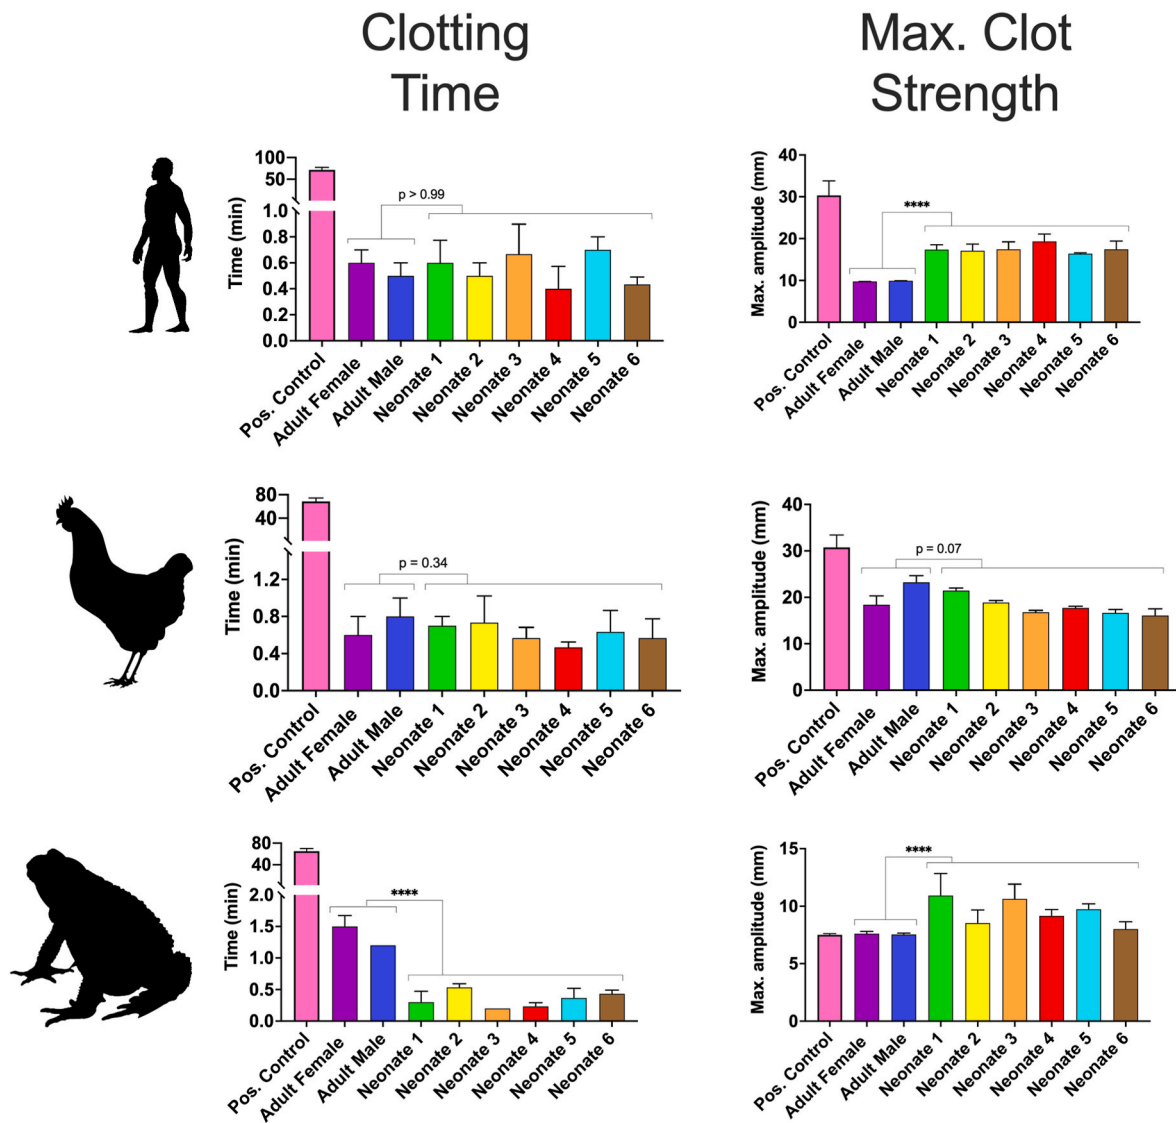 Clotting
Time
Max. Clot
Strength
Time (min)
100
50
1.0
0.8
0.6
0.4
0.2
0.0
p > 0.99
Pos. Control
Adult Female
Adult Male
Neonate 1
Neonate 2
Neonate 3
Neonate 4
Neonate 5
Neonate 6
Max. amplitude (mm)
40
30
20
10
0
****
Pos. Control
Adult Female
Adult Male
Neonate 1
Neonate 2
Neonate 3
Neonate 4
Neonate 5
Neonate 6
Time (min)
80
40
1.2
0.8
0.4
0.0
p = 0.34
Pos. Control
Adult Female
Adult Male
Neonate 1
Neonate 2
Neonate 3
Neonate 4
Neonate 5
Neonate 6
Max. amplitude (mm)
40
30
20
10
0
p = 0.07
Pos. Control
Adult Female
Adult Male
Neonate 1
Neonate 2
Neonate 3
Neonate 4
Neonate 5
Neonate 6
Time (min)
80
40
2.0
1.5
1.0
0.5
0.0
****
Pos. Control
Adult Female
Adult Male
Neonate 1
Neonate 2
Neonate 3
Neonate 4
Neonate 5
Neonate 6
Max. amplitude (mm)
15
10
5
0
****
Pos. Control
Adult Female
Adult Male
Neonate 1
Neonate 2
Neonate 3
Neonate 4
Neonate 5
Neonate 6